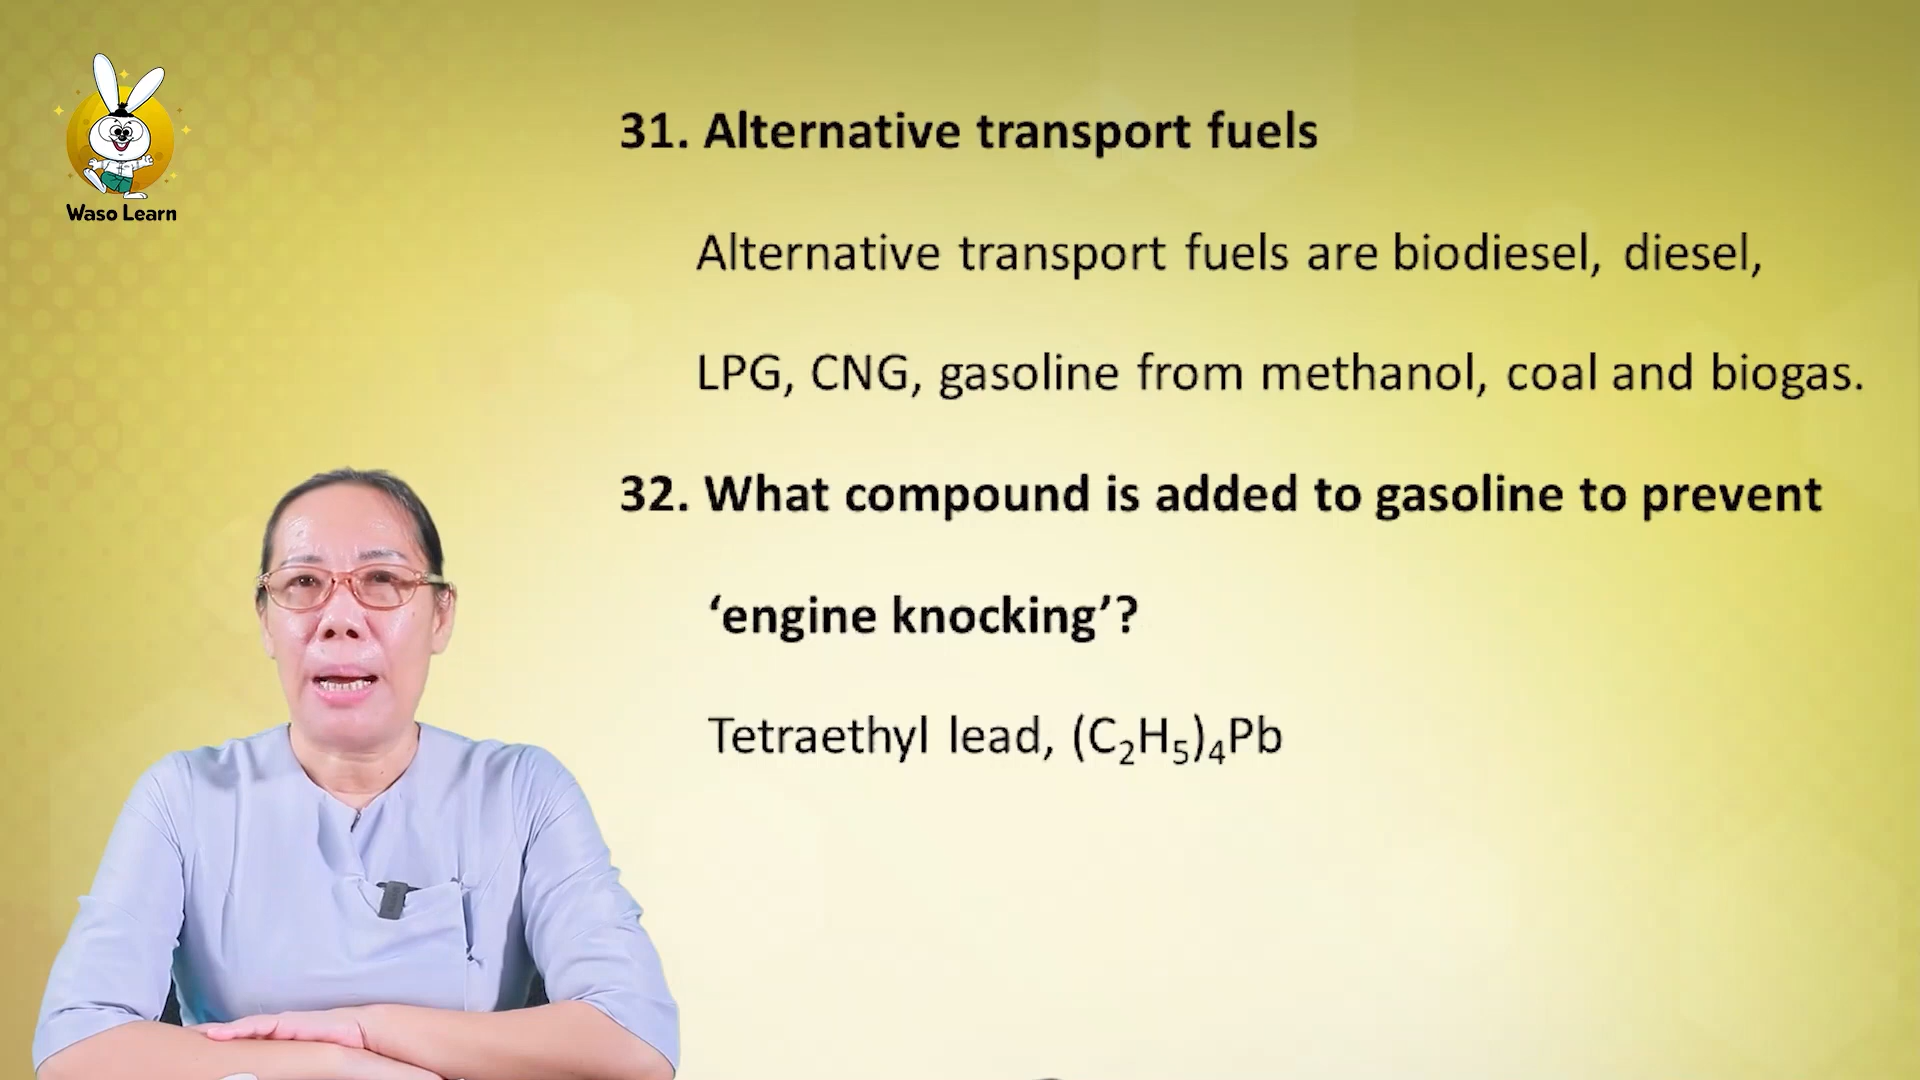 Waso Learn
31. Alternative transport fuels
Alternative transport fuels are biodiesel, diesel,
LPG, CNG, gasoline from methanol, coal and biogas.
32. What compound is added to gasoline to prevent
‘engine knocking’?
Tetraethyl lead, (C₂H₅)₄Pb